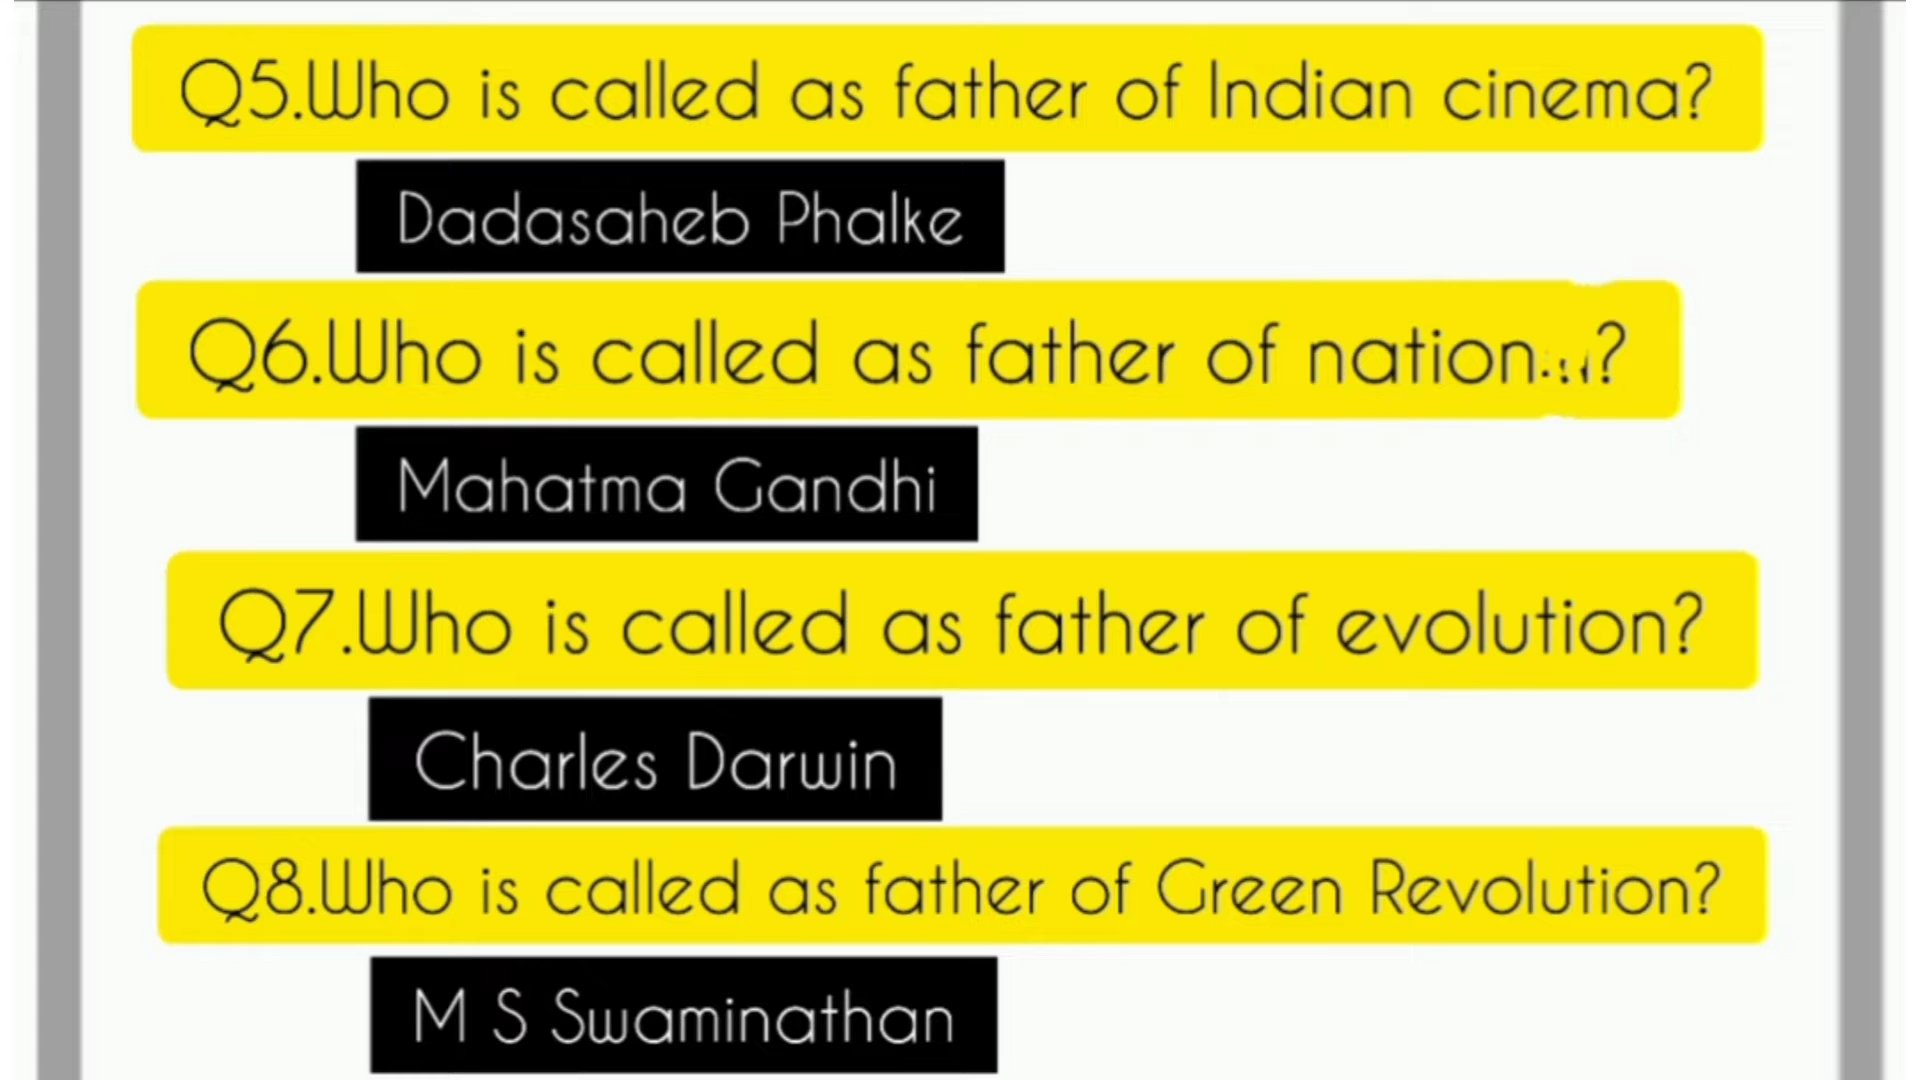 Q5.Who is called as father of Indian cinema?
Dadasaheb Phalke
Q6.Who is called as father of nation?
Mahatma Gandhi
Q7.Who is called as father of evolution?
Charles Darwin
Q8.Who is called as father of Green Revolution?
M S Swaminathan